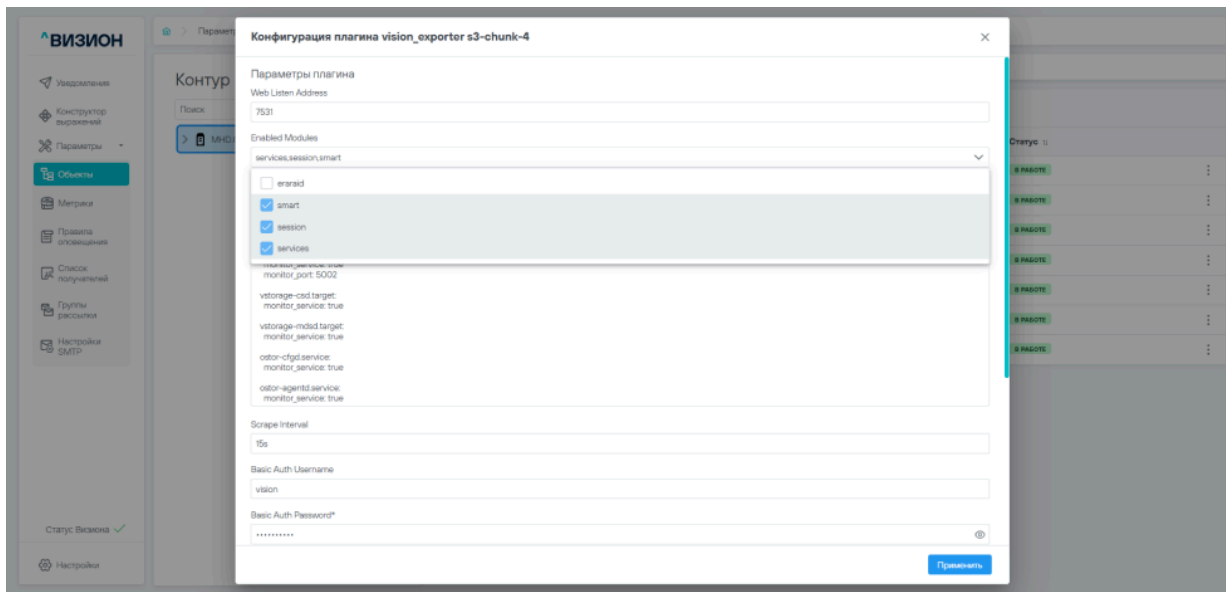 ^ВИЗИОН
Уведомления
Конструктор
выражений
Параметры
Объекты
Метрики
Правила
оповещения
Список
получателей
Группы
рассылки
Настройки
SMTP
Статус Визиона
Настройки
Контур
Поиск
Конфигурация плагина vision_exporter s3-chunk-4
Параметры плагина
Web Listen Address
7531
Enabled Modules
services,session,smart
eraraid
smart
session
services
monitor_service: true
monitor_port: 5002
vstorage-csd.target:
monitor_service: true
vstorage-mdsd.target:
monitor_service: true
ostor-cfgd.service:
monitor_service: true
ostor-agentd.service:
monitor_service: true
Scrape Interval
15s
Basic Auth Username
vision
Basic Auth Password*
••••••••••
Применить
Статус
В РАБОТЕ
В РАБОТЕ
В РАБОТЕ
В РАБОТЕ
В РАБОТЕ
В РАБОТЕ
В РАБОТЕ